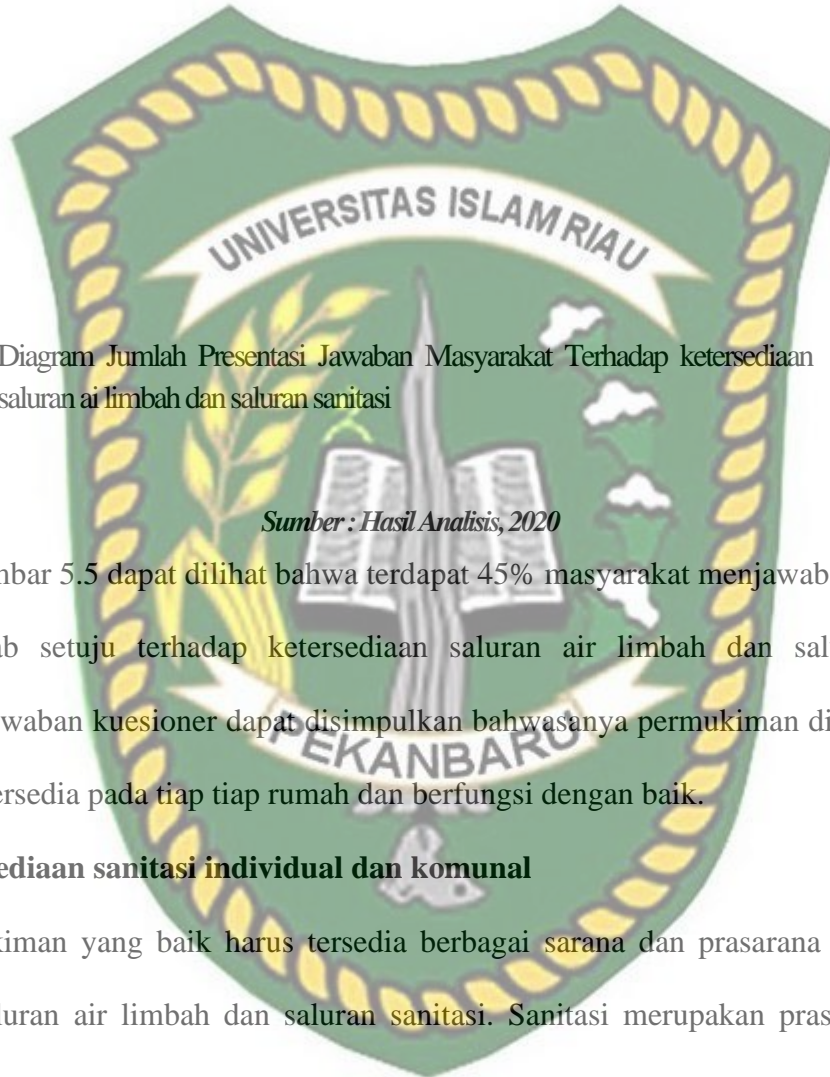 UNIVERSITAS ISLAM RIAU
Diagram Jumlah Presentasi Jawaban Masyarakat Terhadap ketersediaan
saluran ai limbah dan saluran sanitasi
Sumber : Hasil Analisis, 2020
mbar 5.5 dapat dilihat bahwa terdapat 45% masyarakat menjawab
ab setuju terhadap ketersediaan saluran air limbah dan sal
waban kuesioner dapat disimpulkan bahwasanya permukiman di
PEKANBARU
ersedia pada tiap tiap rumah dan berfungsi dengan baik.
ediaan sanitasi individual dan komunal
kiman yang baik harus tersedia berbagai sarana dan prasarana
luran air limbah dan saluran sanitasi. Sanitasi merupakan pras